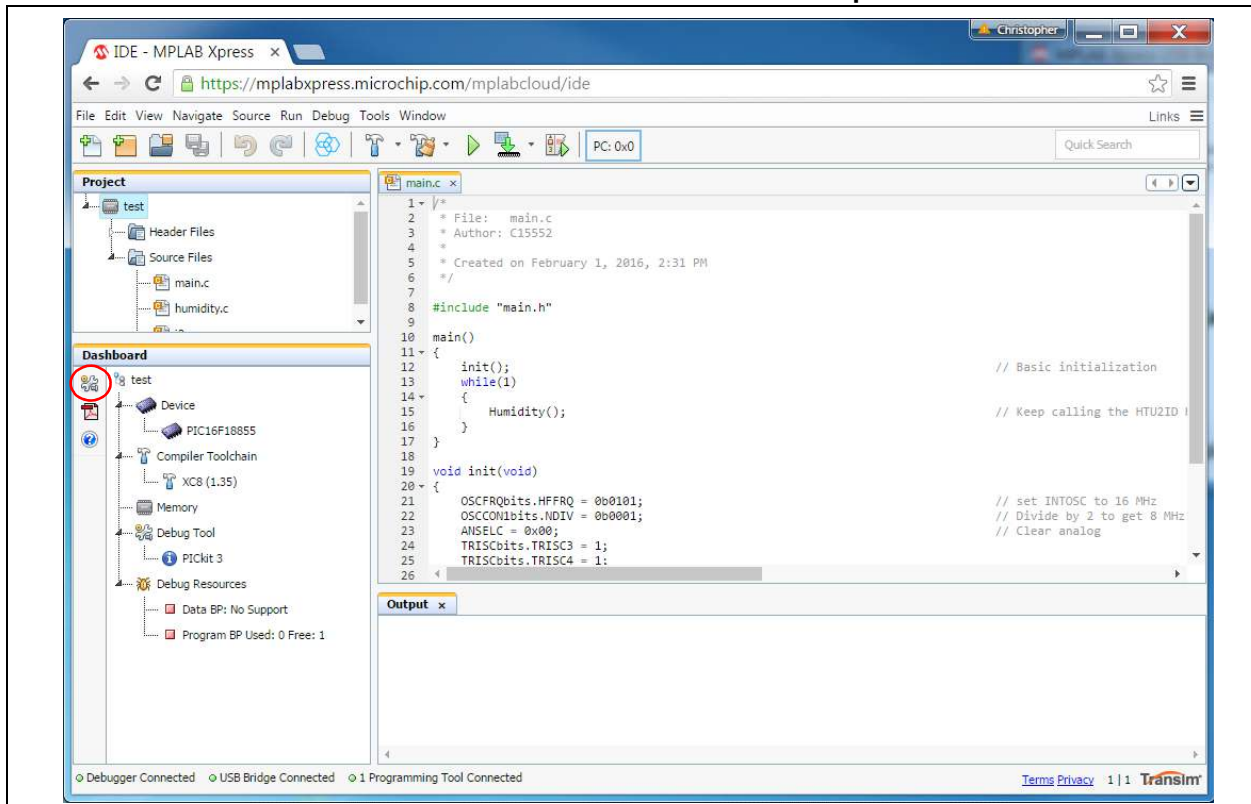 Christopher
IDE - MPLAB Xpress ×
https://mplabxpress.microchip.com/mplabcloud/ide
File Edit View Navigate Source Run Debug Tools Window
Links
PC: 0x0
Quick Search
Project
test
Header Files
Source Files
main.c
humidity.c
Dashboard
test
Device
PIC16F18855
Compiler Toolchain
XC8 (1.35)
Memory
Debug Tool
PICkit 3
Debug Resources
Data BP: No Support
Program BP Used: 0 Free: 1
main.c ×
1 /*
2 * File: main.c
3 * Author: C15552
4 *
5 * Created on February 1, 2016, 2:31 PM
6 */
7
8 #include "main.h"
9
10 main()
11 {
12 init(); // Basic initialization
13 while(1)
14 {
15 Humidity(); // Keep calling the HTU2ID
16 }
17 }
18
19 void init(void)
20 {
21 OSCFRQbits.HFFRQ = 0b0101; // set INTOSC to 16 MHz
22 OSCCON1bits.NDIV = 0b0001; // Divide by 2 to get 8 MHz
23 ANSELC = 0x00; // Clear analog
24 TRISCbits.TRISC3 = 1;
25 TRISCbits.TRISC4 = 1;
26
Output ×
Debugger Connected USB Bridge Connected 1 Programming Tool Connected
Terms Privacy 1|1 Transim